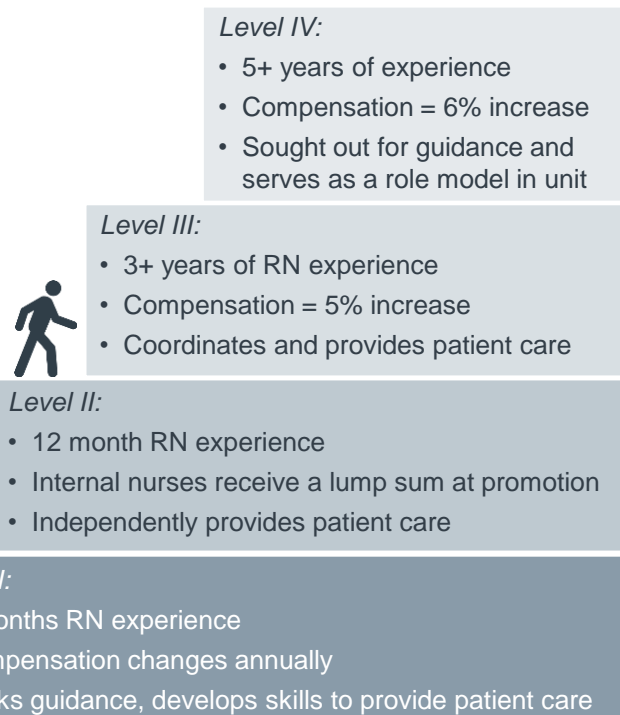 Level IV:
• 5+ years of experience
• Compensation = 6% increase
• Sought out for guidance and
serves as a role model in unit
Level III:
• 3+ years of RN experience
• Compensation = 5% increase
• Coordinates and provides patient care
Level II:
• 12 month RN experience
• Internal nurses receive a lump sum at promotion
• Independently provides patient care
I:
RN experience
changes annually
guidance, develops skills to provide patient care